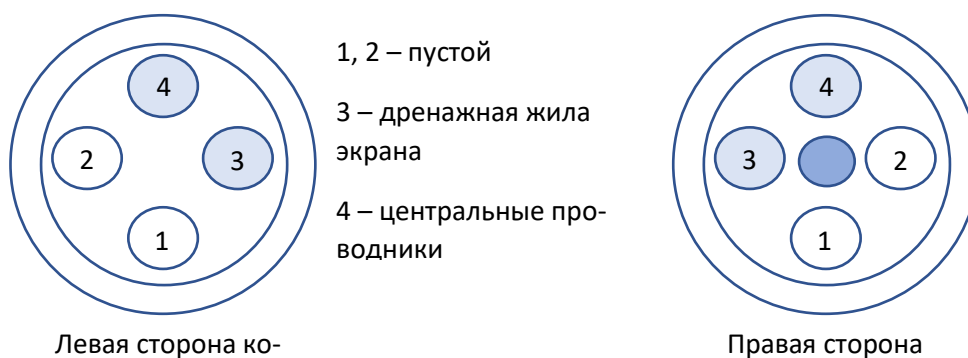 4
2
3
1
1, 2 – пустой
3 – дренажная жила
экрана
4 – центральные про-
водники
4
3
2
1
Левая сторона ко-
Правая сторона